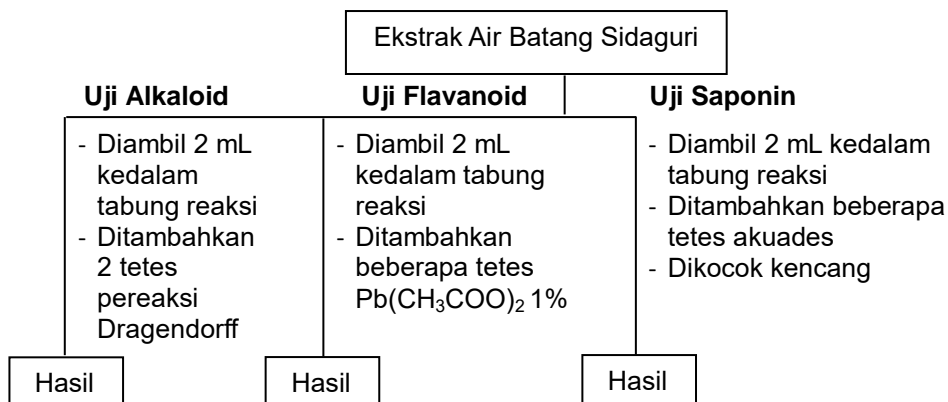 Ekstrak Air Batang Sidaguri
Uji Alkaloid
- Diambil 2 mL
kedalam
tabung reaksi
- Ditambahkan
2 tetes
pereaksi
Dragendorff
Hasil
Uji Flavanoid
- Diambil 2 mL
kedalam tabung
reaksi
- Ditambahkan
beberapa tetes
Pb(CH₃COO)₂ 1%
Hasil
Uji Saponin
- Diambil 2 mL kedalam
tabung reaksi
- Ditambahkan beberapa
tetes akuades
- Dikocok kencang
Hasil